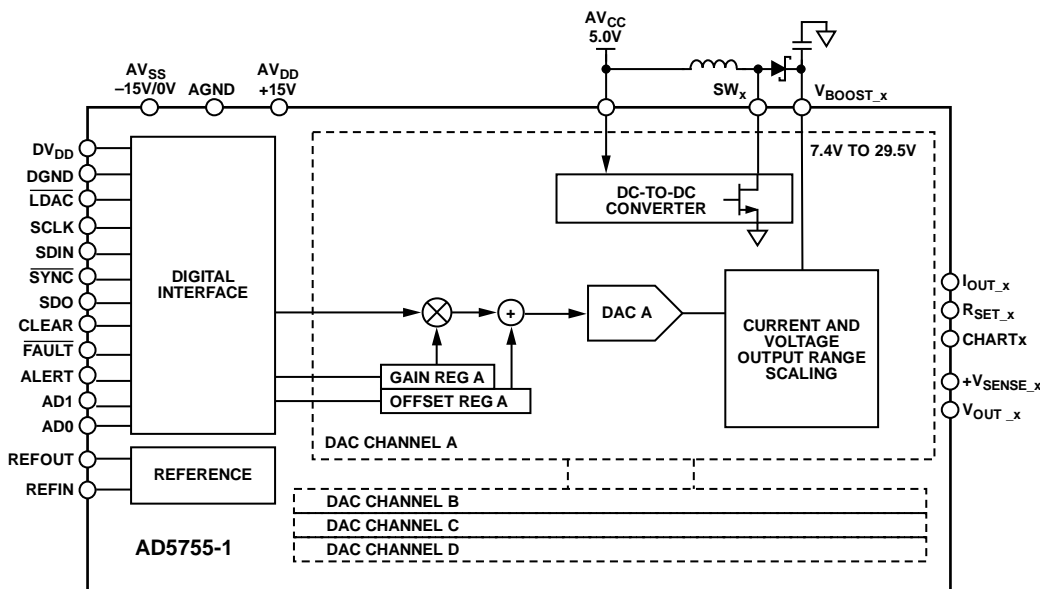 AVCC
5.0V
AVSS
–15V/0V
AGND
AVDD
+15V
SWx
VBOOST_x
DVDD
DGND
LDAC
SCLK
SDIN
SYNC
SDO
CLEAR
FAULT
ALERT
AD1
AD0
REFOUT
REFIN
DIGITAL
INTERFACE
REFERENCE
7.4V TO 29.5V
DC-TO-DC
CONVERTER
+
DAC A
CURRENT AND
VOLTAGE
OUTPUT RANGE
SCALING
GAIN REG A
OFFSET REG A
DAC CHANNEL A
DAC CHANNEL B
DAC CHANNEL C
DAC CHANNEL D
IOUT_x
RSET_x
CHARTx
+VSENSE_x
VOUT_x
AD5755-1